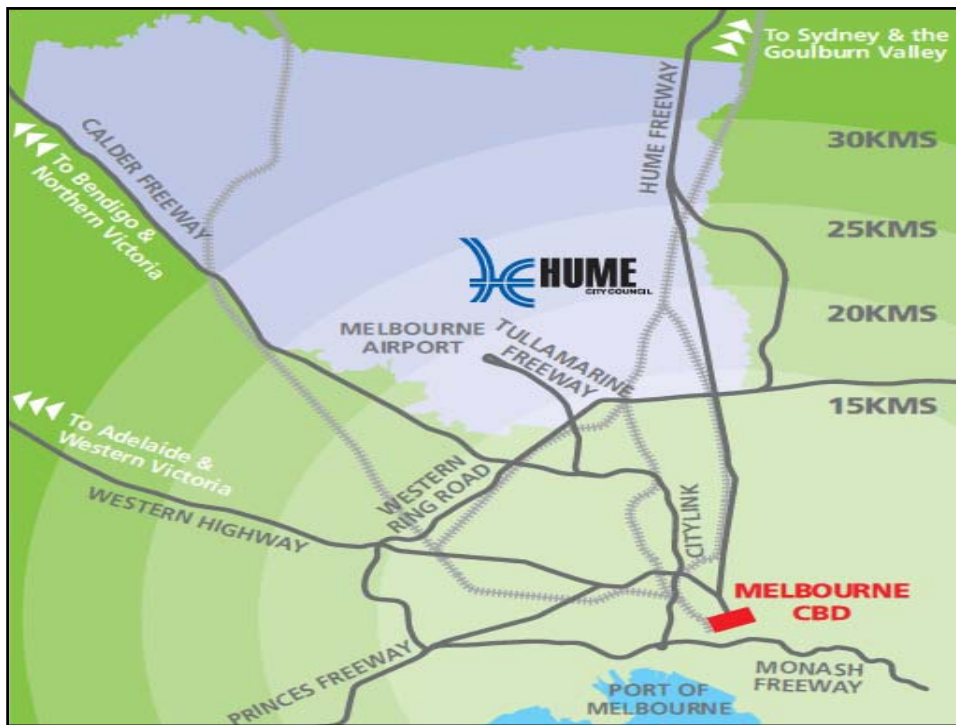 To Sydney & the
Goulburn Valley
HUME FREEWAY
30KMS
CALDER FREEWAY
To Bendigo &
Northern Victoria
25KMS
HUME
CITY COUNCIL
20KMS
MELBOURNE
AIRPORT
TULLAMARINE
FREEWAY
15KMS
To Adelaide &
Western Victoria
WESTERN
RING ROAD
WESTERN HIGHWAY
CITYLINK
MELBOURNE
CBD
PRINCES FREEWAY
MONASH
FREEWAY
PORT OF
MELBOURNE